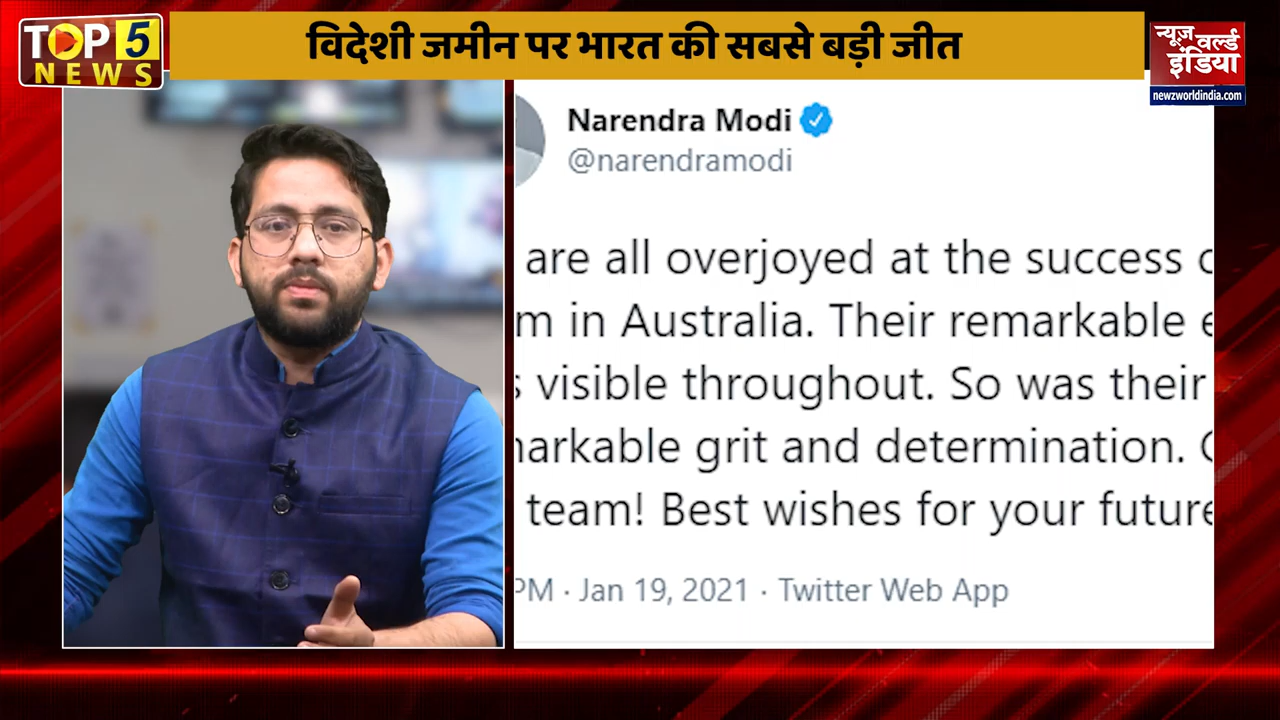 TOP 5
NEWS
विदेशी जमीन पर भारत की सबसे बड़ी जीत
न्यूज़
वर्ल्ड
इंडिया
newzworldindia.com
Narendra Modi
@narendramodi
are all overjoyed at the success
in Australia. Their remarkable
visible throughout. So was their
grit and determination.
team! Best wishes for your future
PM · Jan 19, 2021 · Twitter Web App